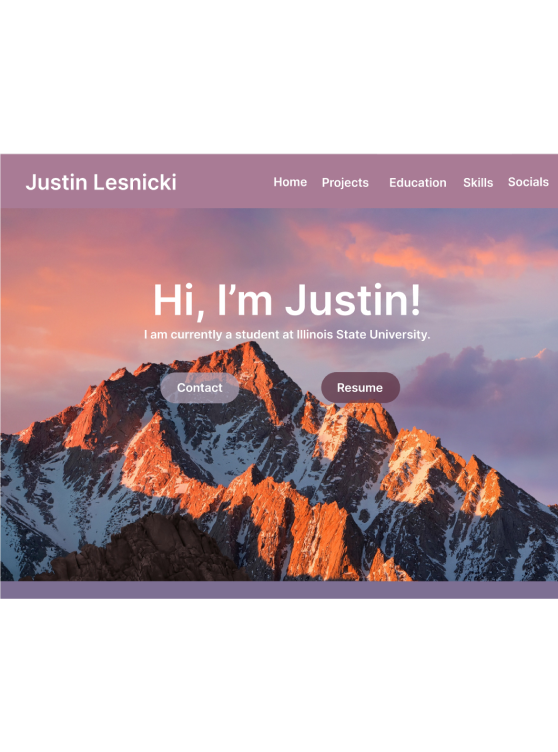 Justin Lesnicki
Home Projects Education Skills Socials
Hi, I’m Justin!
I am currently a student at Illinois State University.
Contact Resume